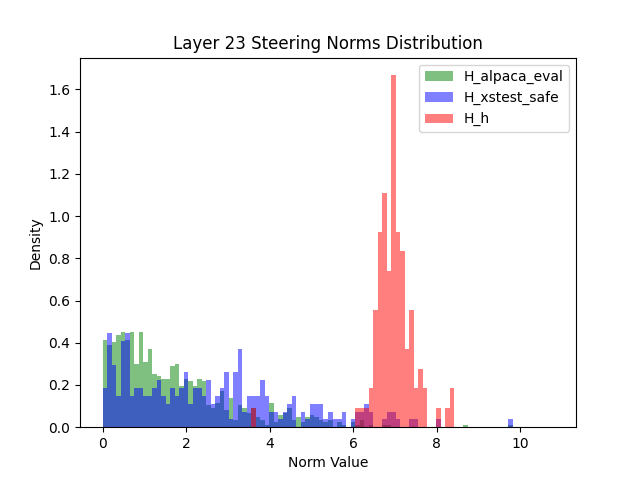 Layer 23 Steering Norms Distribution
H_alpaca_eval
H_xstest_safe
H_h
Density
1.6
1.4
1.2
1.0
0.8
0.6
0.4
0.2
0.0
0 2 4 6 8 10
Norm Value